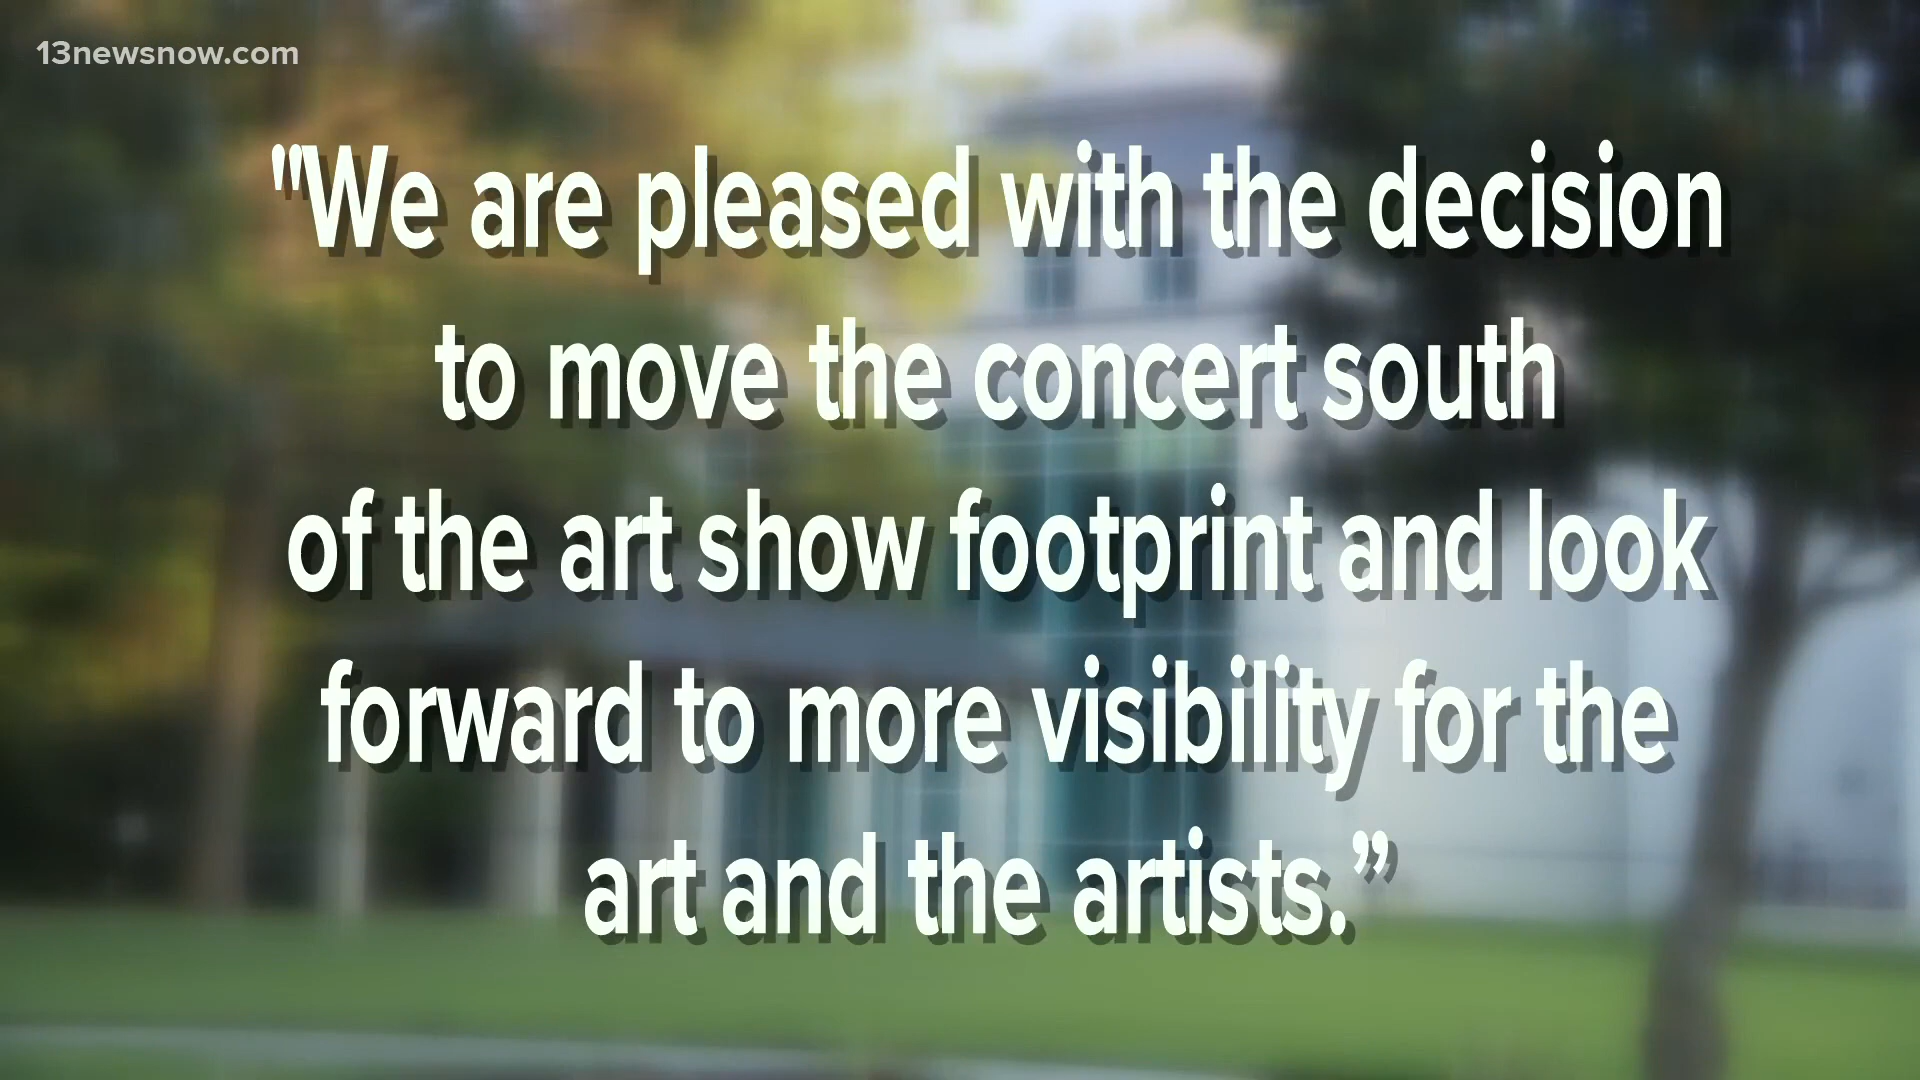 13newsnow.com
"We are pleased with the decision
to move the concert south
of the art show footprint and look
forward to more visibility for the
art and the artists.”